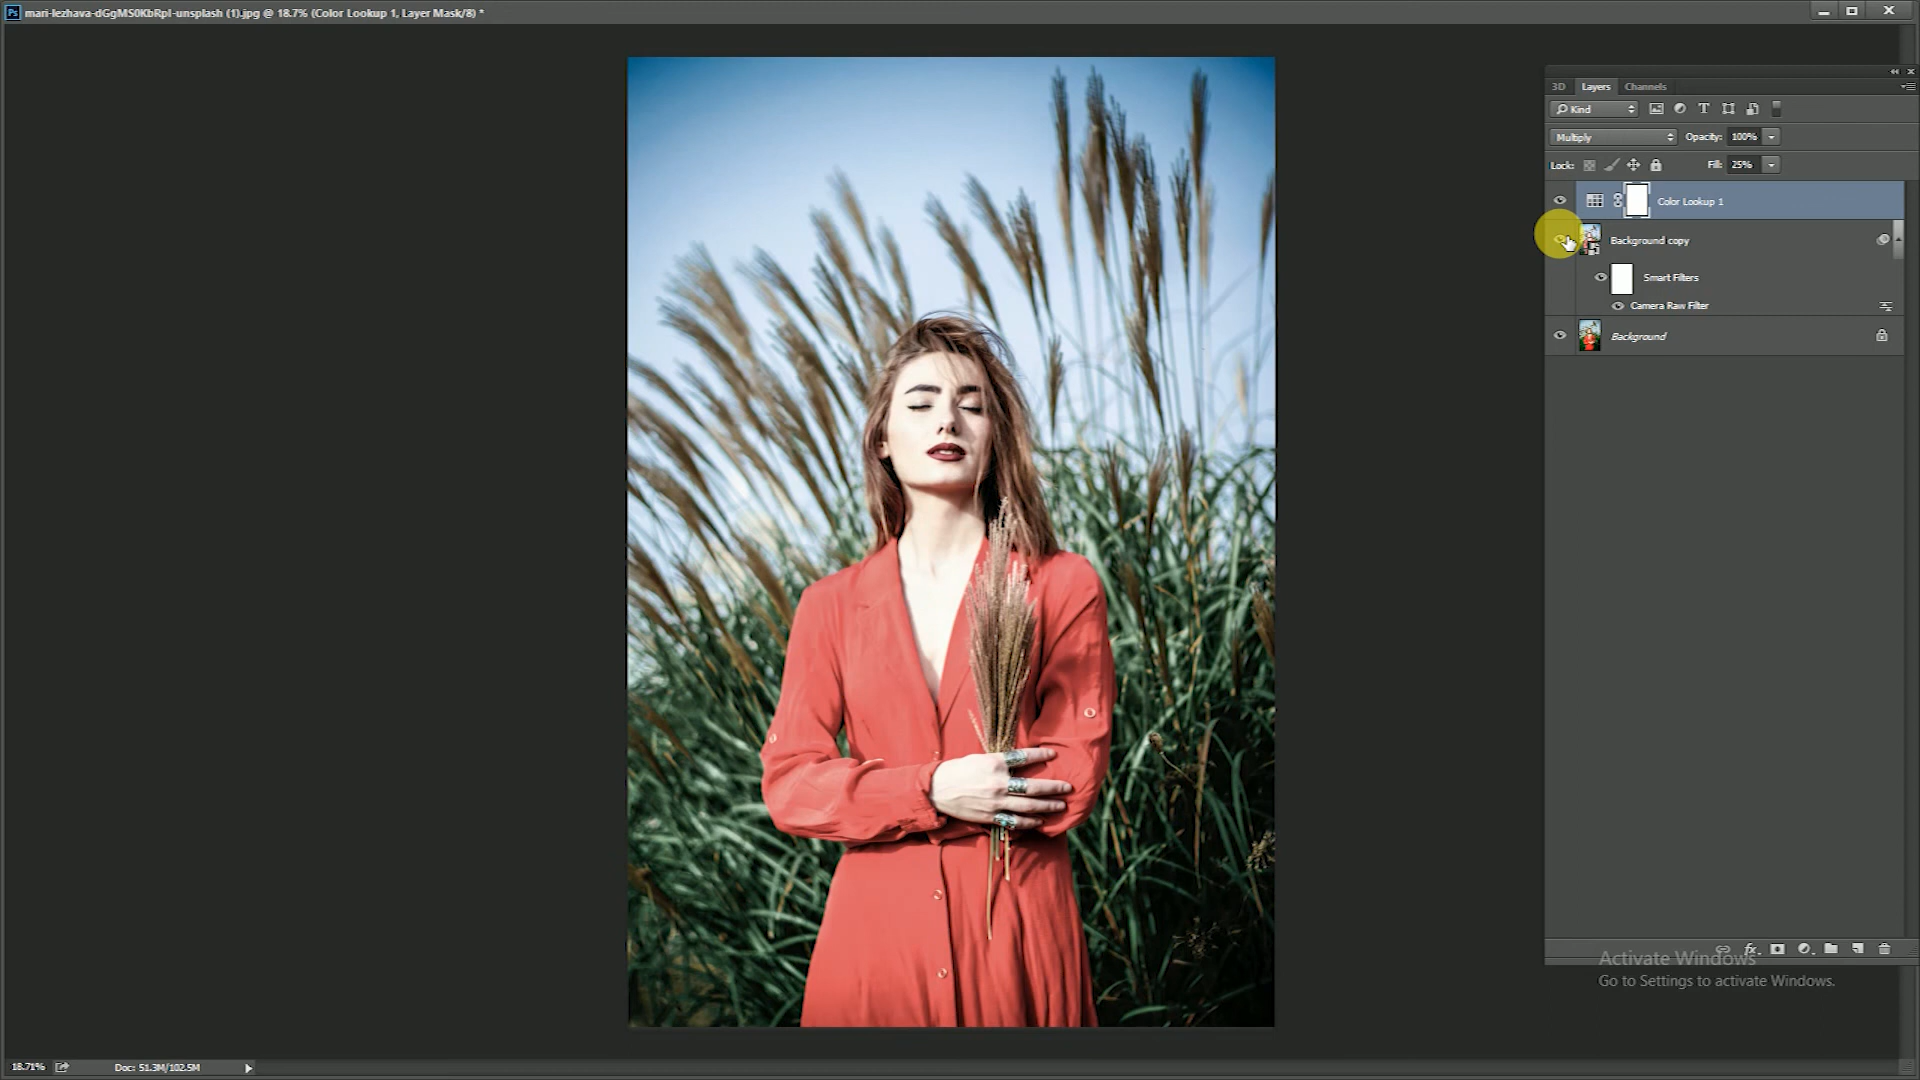 Ps mari-lezhava-dGgMS0KbRpI-unsplash (1).jpg @ 18.7% (Color Lookup 1, Layer Mask/8) *
3D Layers Channels
Kind T
Multiply Opacity: 100%
Lock: Fill: 25%
Color Lookup 1
Background copy
Smart Filters
Camera Raw Filter
Background
fx
Activate Windows
Go to Settings to activate Windows.
18.71% Doc: 51.3M/102.5M